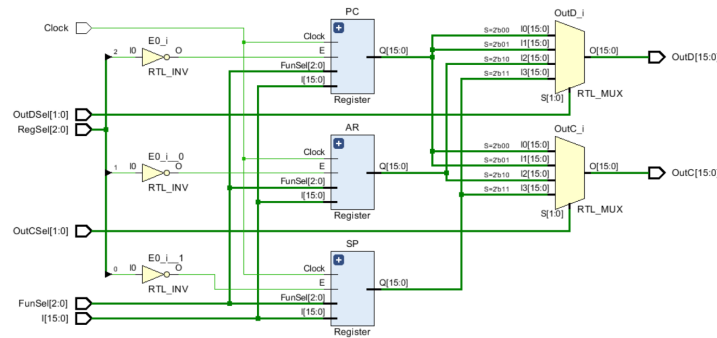 PC
OutD_i
Clock
Clock
E0_i
Q[15:0]
S=2'b00 I0[15:0]
S=2'b01 I1[15:0]
S=2'b10 I2[15:0]
S=2'b11 I3[15:0]
O[15:0]
OutD[15:0]
2 I0 O
E
RTL_INV
FunSel[2:0]
I[15:0]
S[1:0]
RTL_MUX
Register
OutDSel[1:0]
RegSel[2:0]
AR
OutC_i
Clock
E0_i__0
Q[15:0]
S=2'b00 I0[15:0]
S=2'b01 I1[15:0]
S=2'b10 I2[15:0]
S=2'b11 I3[15:0]
O[15:0]
OutC[15:0]
1 I0 O
E
RTL_INV
FunSel[2:0]
I[15:0]
S[1:0]
RTL_MUX
Register
OutCSel[1:0]
SP
E0_i__1
Clock
0 I0 O
E
Q[15:0]
RTL_INV
FunSel[2:0]
FunSel[2:0]
I[15:0]
I[15:0]
Register